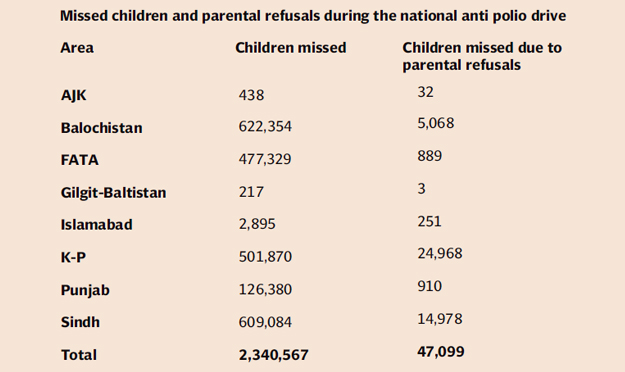 Missed children and parental refusals during the national anti polio drive
Area Children missed Children missed due to
parental refusals
AJK 438 32
Balochistan 622,354 5,068
FATA 477,329 889
Gilgit-Baltistan 217 3
Islamabad 2,895 251
K-P 501,870 24,968
Punjab 126,380 910
Sindh 609,084 14,978
Total 2,340,567 47,099